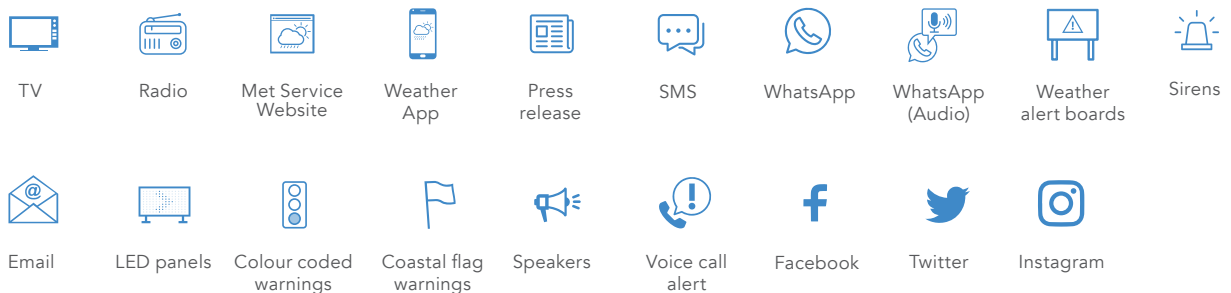 TV
Radio
Met Service
Website
Weather
App
Press
release
SMS
WhatsApp
WhatsApp
(Audio)
Weather
alert boards
Sirens
@
Email
LED panels
Colour coded
warnings
Coastal flag
warnings
Speakers
Voice call
alert
Facebook
Twitter
Instagram